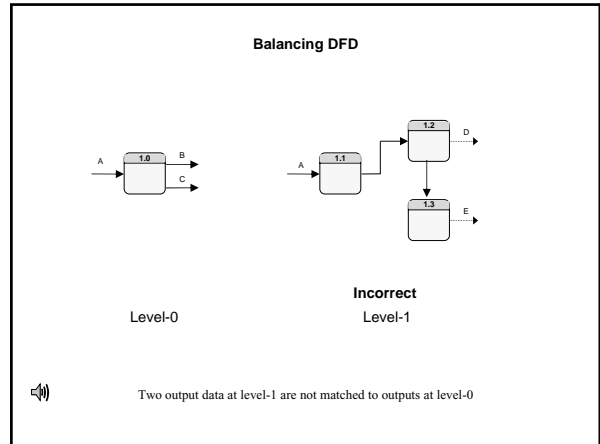 Balancing DFD
A 1.0 B
C
A 1.1
1.2 D
1.3 E
Incorrect
Level-0 Level-1
Two output data at level-1 are not matched to outputs at level-0